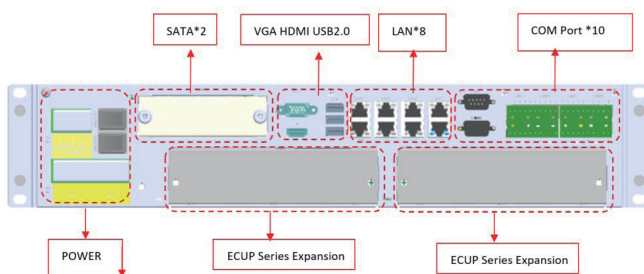 SATA*2
VGA HDMI USB2.0
LAN*8
COM Port *10
POWER
ECUP Series Expansion
ECUP Series Expansion